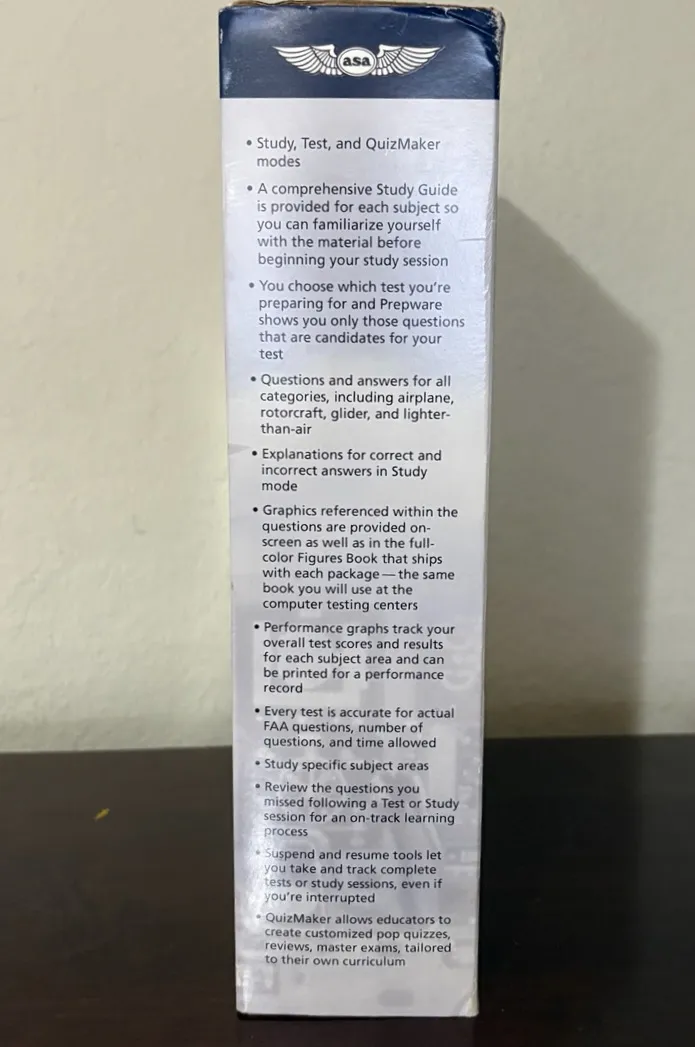 asa
• Study, Test, and QuizMaker
modes
• A comprehensive Study Guide
is provided for each subject so
you can familiarize yourself
with the material before
beginning your study session
• You choose which test you're
preparing for and Prepware
shows you only those questions
that are candidates for your
test
• Questions and answers for all
categories, including airplane,
rotorcraft, glider, and lighter-
than-air
• Explanations for correct and
incorrect answers in Study
mode
• Graphics referenced within the
questions are provided on-
screen as well as in the full-
color Figures Book that ships
with each package — the same
book you will use at the
computer testing centers
• Performance graphs track your
overall test scores and results
for each subject area and can
be printed for a performance
record
• Every test is accurate for actual
FAA questions, number of
questions, and time allowed
• Study specific subject areas
• Review the questions you
missed following a Test or Study
session for an on-track learning
process
• Suspend and resume tools let
you take and track complete
tests or study sessions, even if
you're interrupted
• QuizMaker allows educators to
create customized pop quizzes,
reviews, master exams, tailored
to their own curriculum